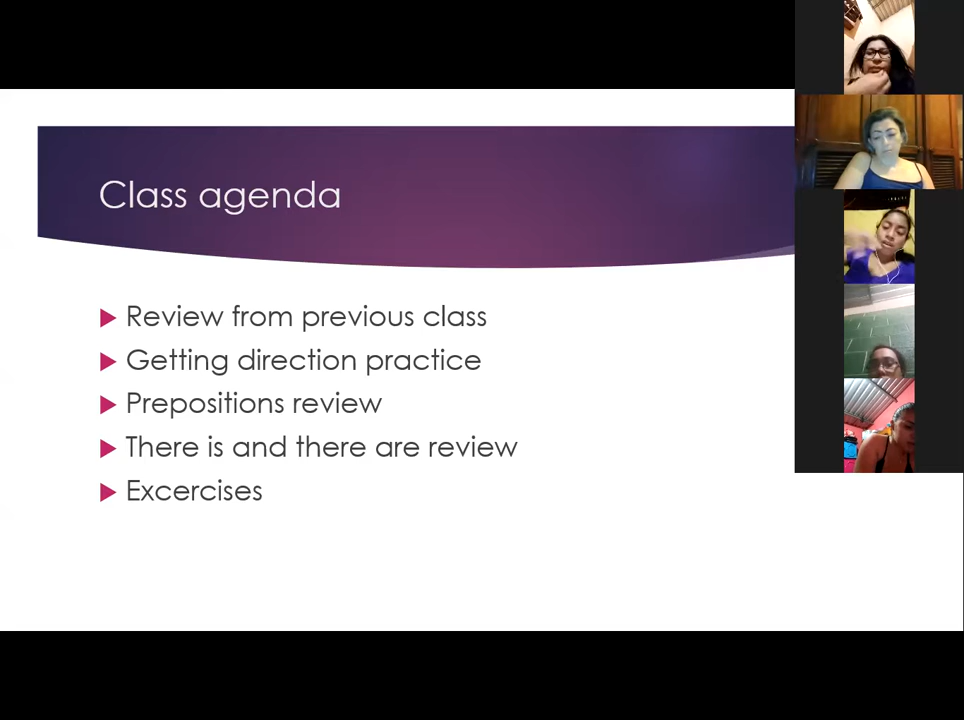 Class agenda
Review from previous class
Getting direction practice
Prepositions review
There is and there are review
Excercises